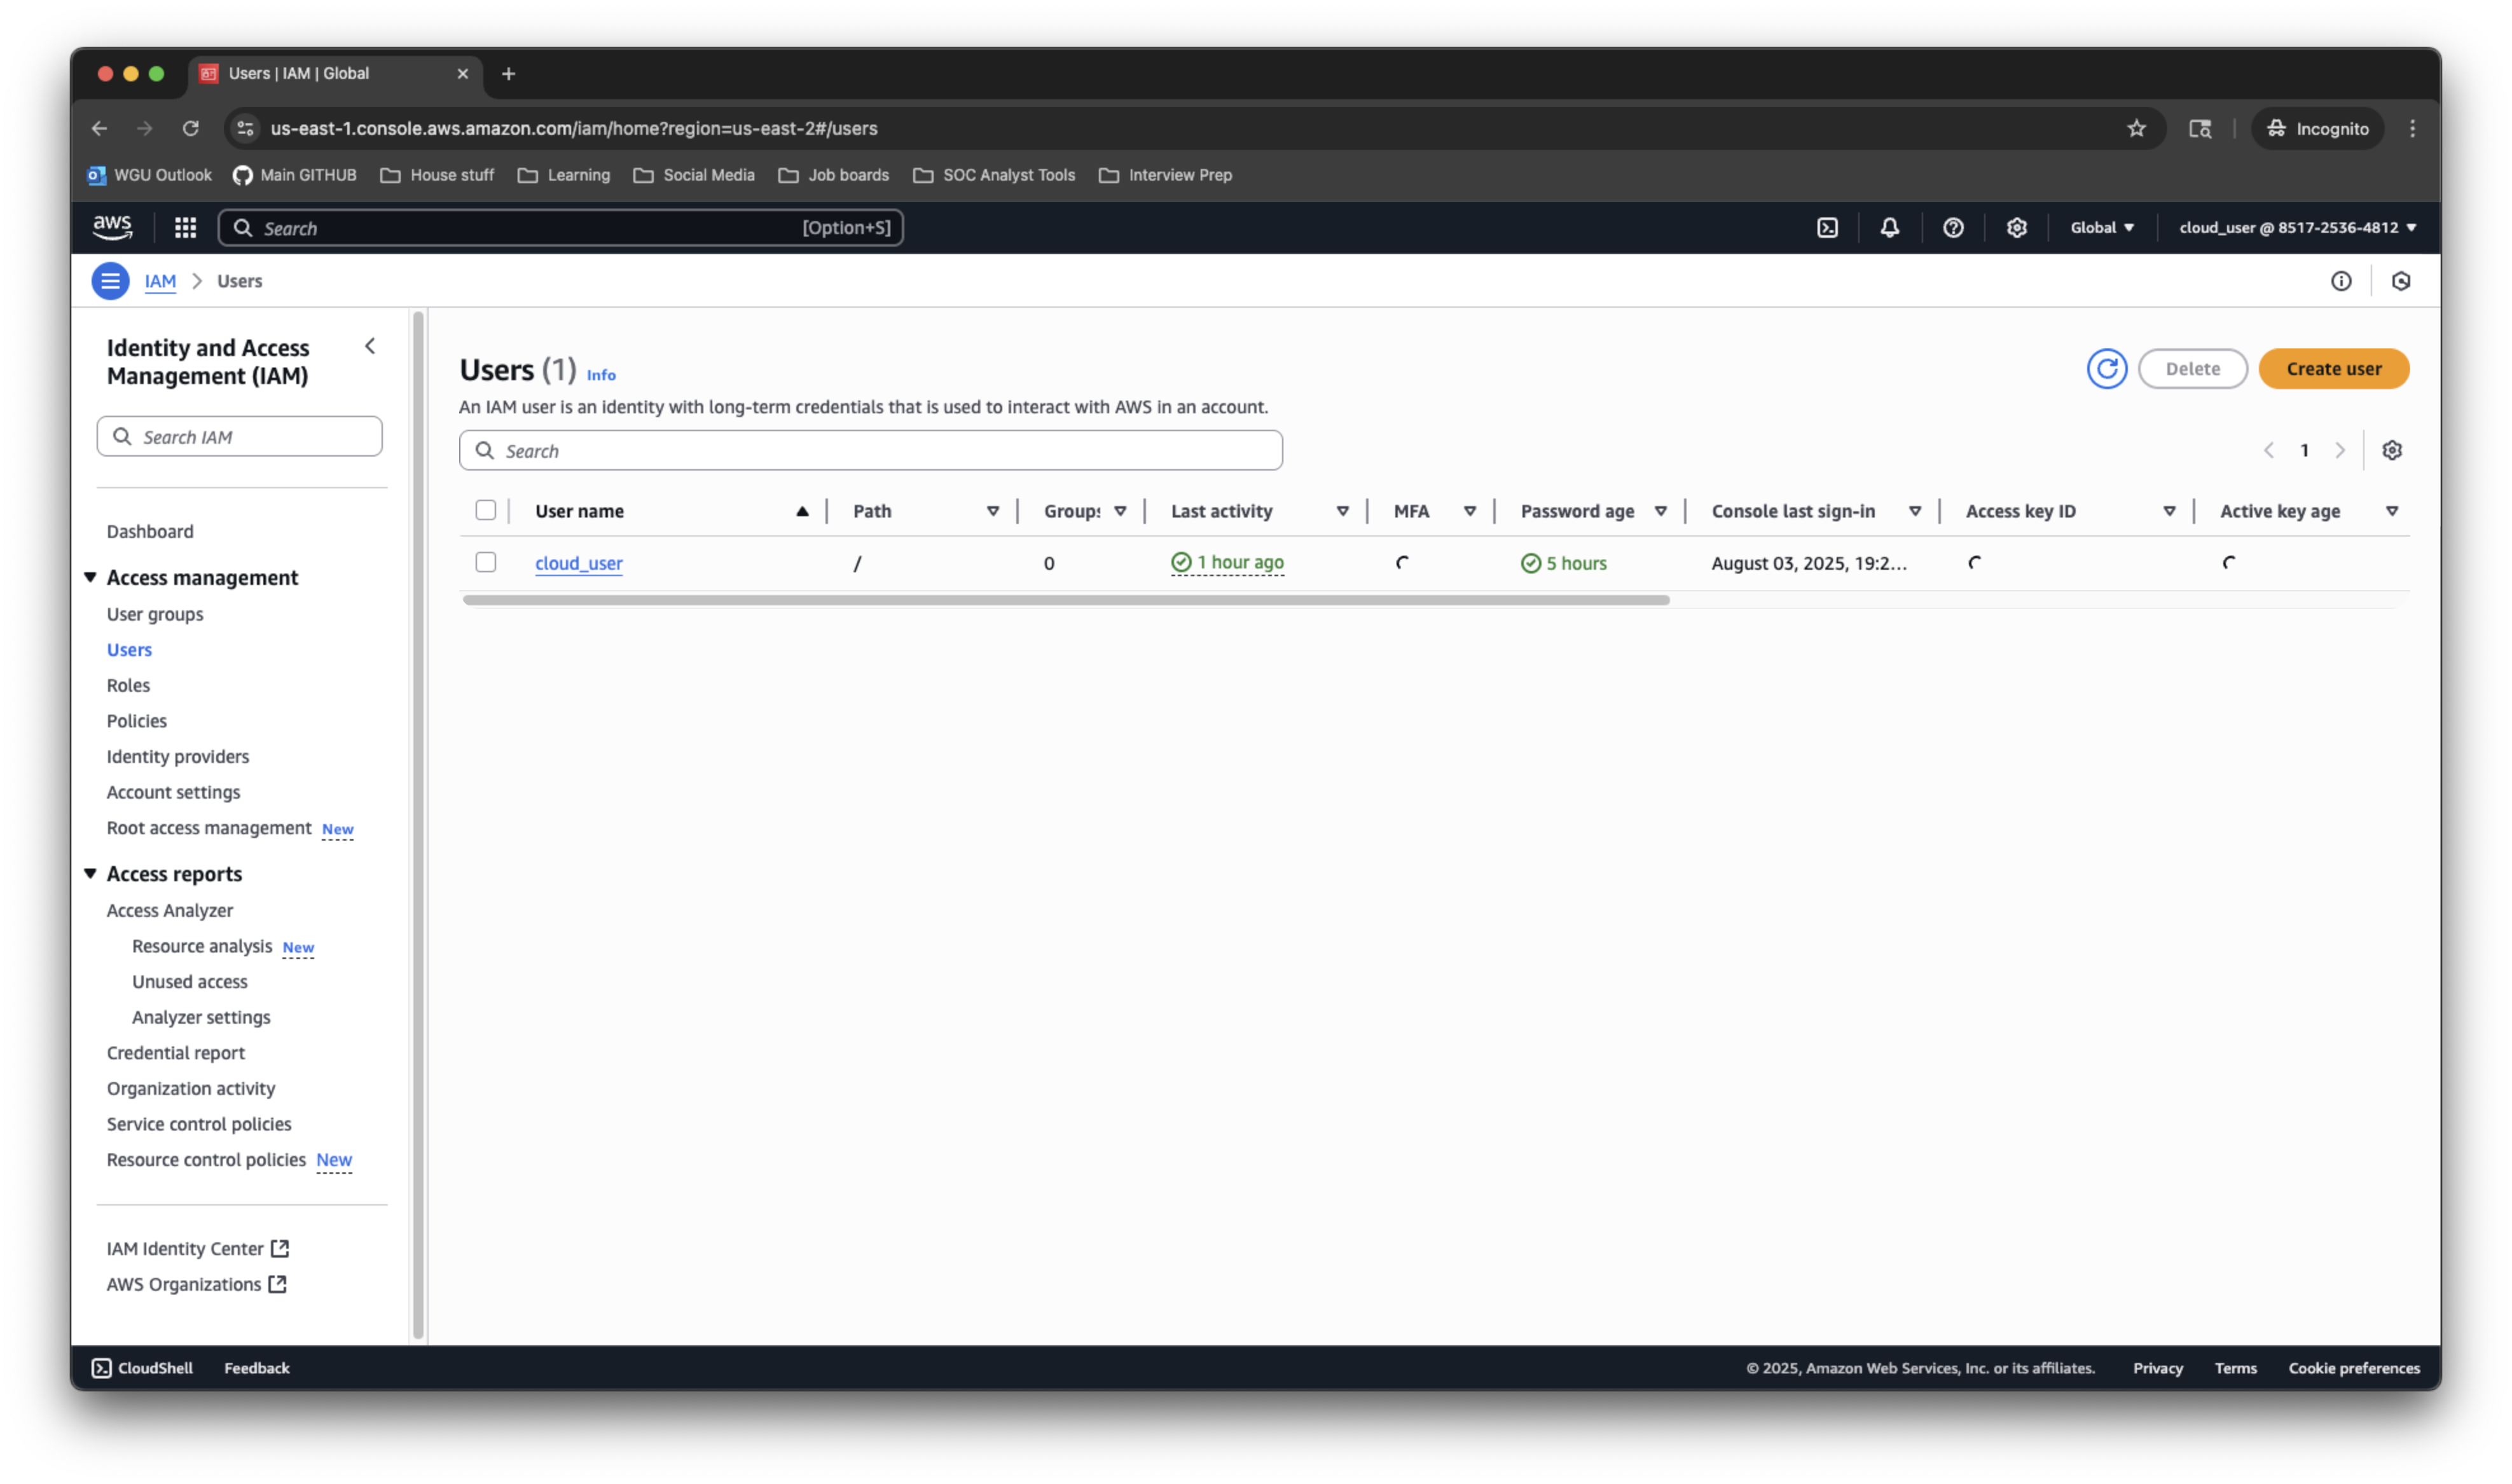 Users | IAM | Global
us-east-1.console.aws.amazon.com/iam/home?region=us-east-2#/users
Incognito
WGU Outlook Main GITHUB House stuff Learning Social Media Job boards SOC Analyst Tools Interview Prep
aws Search [Option+S] Global cloud_user @ 8517-2536-4812
IAM Users
Identity and Access
Management (IAM)
Search IAM
Dashboard
Access management
User groups
Users
Roles
Policies
Identity providers
Account settings
Root access management New
Access reports
Access Analyzer
Resource analysis New
Unused access
Analyzer settings
Credential report
Organization activity
Service control policies
Resource control policies New
IAM Identity Center
AWS Organizations
Users (1) Info
Delete Create user
An IAM user is an identity with long-term credentials that is used to interact with AWS in an account.
Search
1
User name Path Groups Last activity MFA Password age Console last sign-in Access key ID Active key age
cloud_user / 0 1 hour ago 5 hours August 03, 2025, 19:2...
CloudShell Feedback © 2025, Amazon Web Services, Inc. or its affiliates. Privacy Terms Cookie preferences